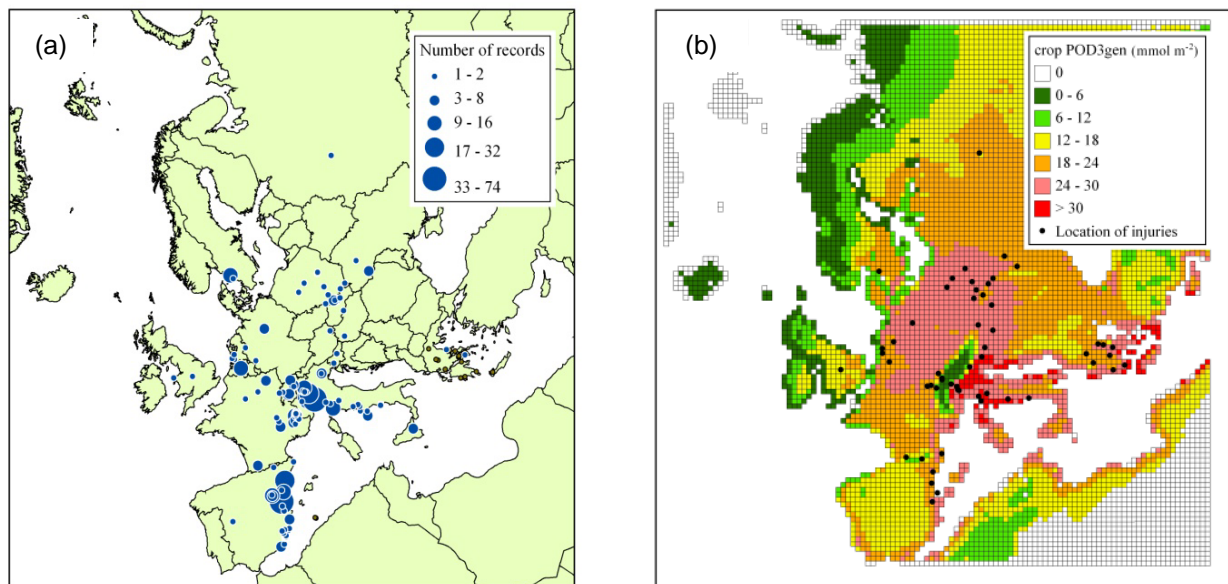 (a)
Number of records
1 - 2
3 - 8
9 - 16
17 - 32
33 - 74
(b)
crop POD3gen (mmol m⁻²)
0
0 - 6
6 - 12
12 - 18
18 - 24
24 - 30
> 30
Location of injuries